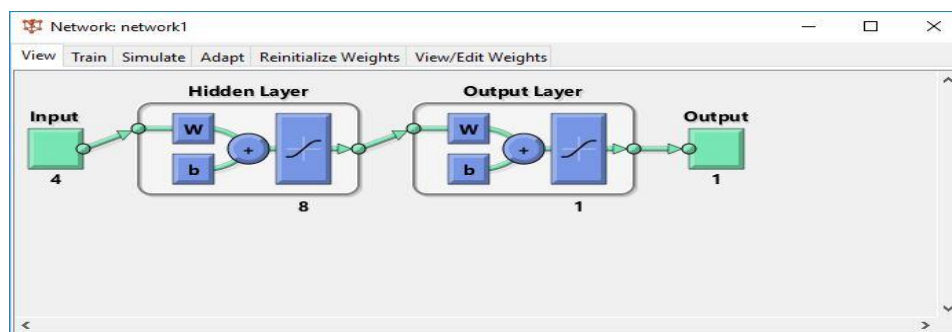 Network: network1
View Train Simulate Adapt Reinitialize Weights View/Edit Weights
Hidden Layer Output Layer
Input Output
W W
b + b +
4 1
8 1